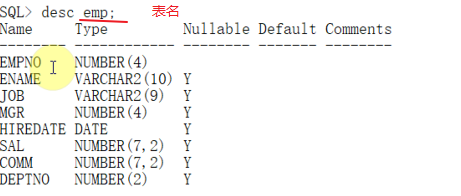 SQL> desc emp; 表名
Name Type Nullable Default Comments
-------- ------------ -------- ------- --------
EMPNO NUMBER(4)
ENAME VARCHAR2(10) Y
JOB VARCHAR2(9) Y
MGR NUMBER(4) Y
HIREDATE DATE Y
SAL NUMBER(7,2) Y
COMM NUMBER(7,2) Y
DEPTNO NUMBER(2) Y